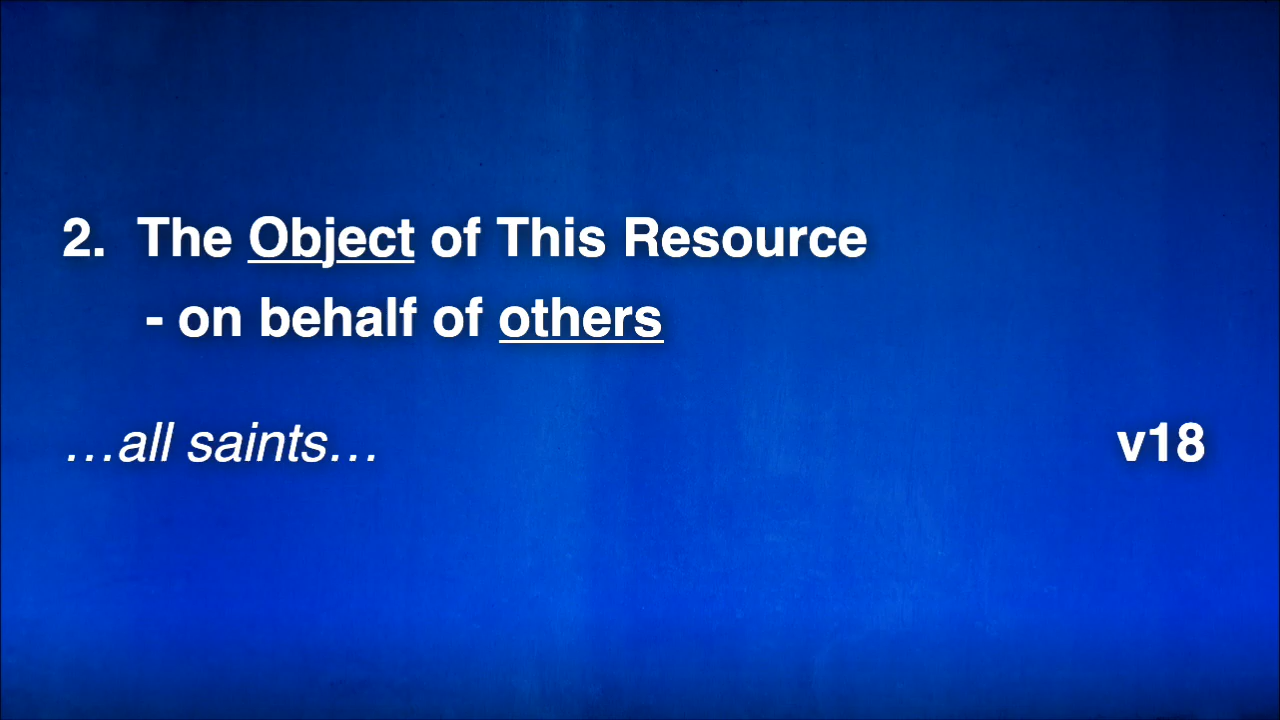 2. The Object of This Resource
- on behalf of others
…all saints… v18